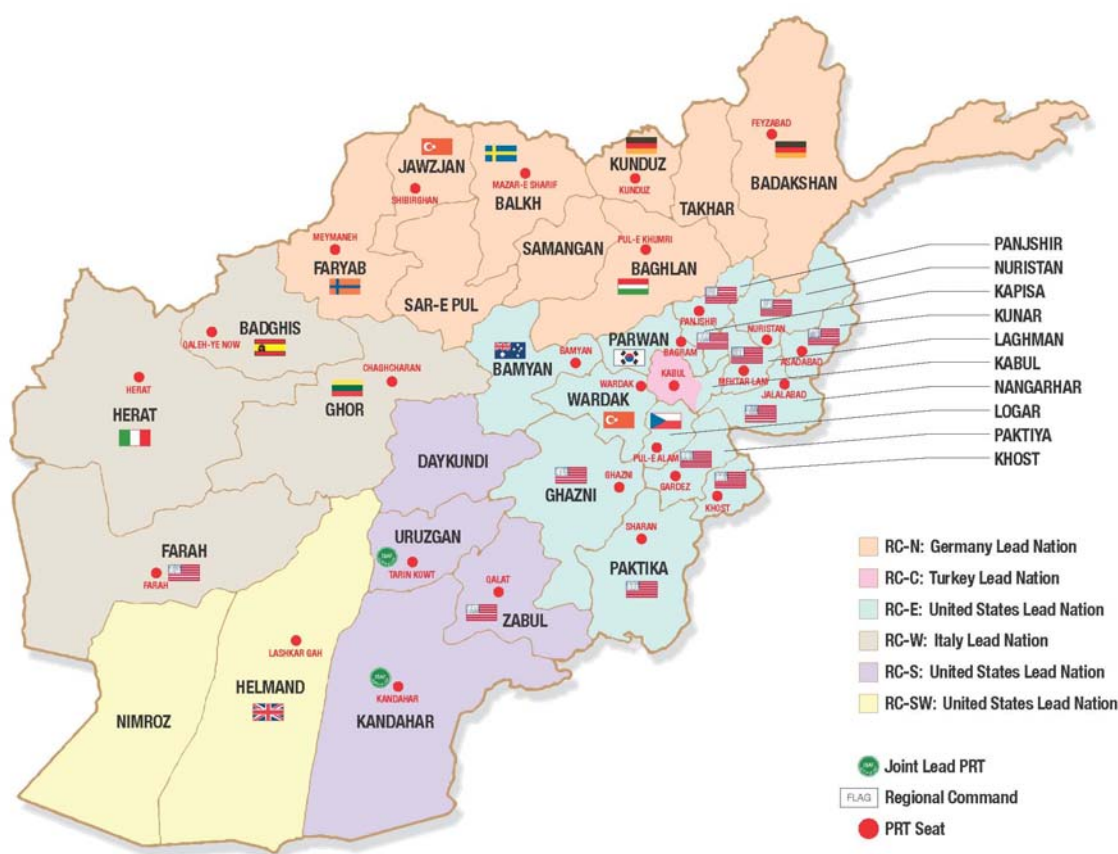 FEYZABAD
BADAKSHAN
JAWZJAN
SHIBIRGHAN
MAZAR-E SHARIF
BALKH
KUNDUZ
KUNDUZ
TAKHAR
MEYMANEH
FARYAB
SAMANGAN
PUL-E KHUMRI
BAGHLAN
SAR-E PUL
BADGHIS
QALEH-YE NOW
PANJSHIR
NURISTAN
KAPISA
KUNAR
LAGHMAN
KABUL
NANGARHAR
LOGAR
PAKTIYA
KHOST
PANJSHIR
PARWAN
BAGRAM
NURISTAN
ASADABAD
BAMYAN
BAMYAN
KABUL
MEHTAR LAM
JALALABAD
WARDAK
WARDAK
CHAGHCHARAN
GHOR
HERAT
HERAT
DAYKUNDI
PUL-E ALAM
GHAZNI
GHAZNI
GARDEZ
KHOST
SHARAN
PAKTIKA
URUZGAN
TARIN KOWT
FARAH
FARAH
QALAT
ZABUL
LASHKAR GAH
HELMAND
NIMROZ
KANDAHAR
KANDAHAR
RC-N: Germany Lead Nation
RC-C: Turkey Lead Nation
RC-E: United States Lead Nation
RC-W: Italy Lead Nation
RC-S: United States Lead Nation
RC-SW: United States Lead Nation
Joint Lead PRT
FLAG Regional Command
PRT Seat